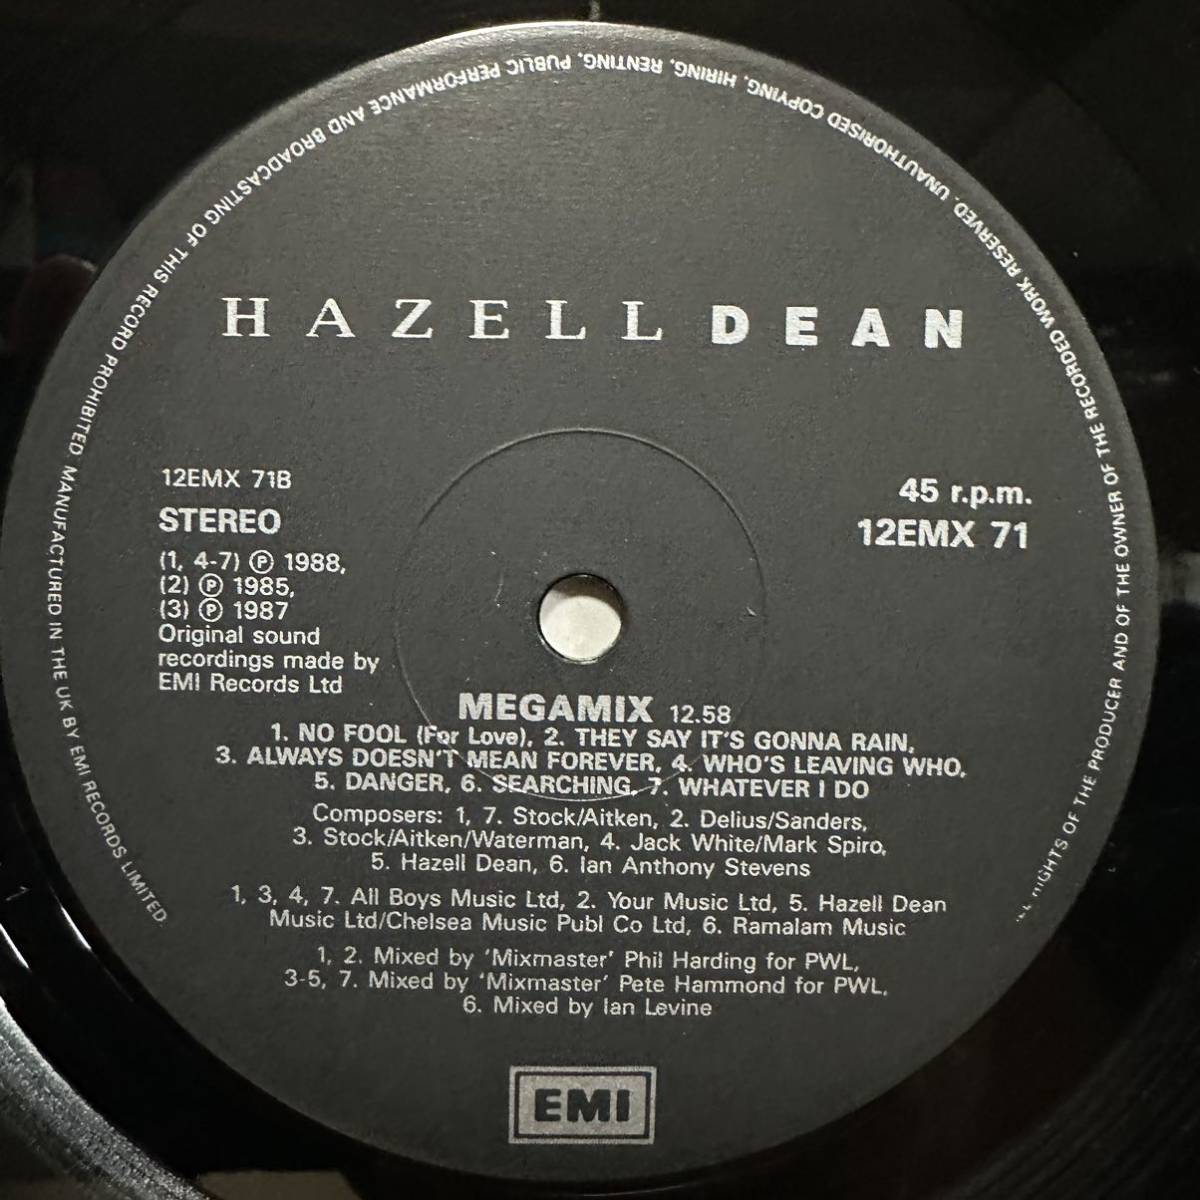 HAZELL DEAN
12EMX 71B
STEREO
(1, 4-7) Ⓟ 1988,
(2) Ⓟ 1985,
(3) Ⓟ 1987
Original sound
recordings made by
EMI Records Ltd
45 r.p.m.
12EMX 71
MEGAMIX 12.58
1. NO FOOL (For Love), 2. THEY SAY IT'S GONNA RAIN,
3. ALWAYS DOESN'T MEAN FOREVER, 4. WHO'S LEAVING WHO,
5. DANGER, 6. SEARCHING, 7. WHATEVER I DO
Composers: 1, 7. Stock/Aitken, 2. Delius/Sanders,
3. Stock/Aitken/Waterman, 4. Jack White/Mark Spiro,
5. Hazell Dean, 6. Ian Anthony Stevens
1, 3, 4, 7. All Boys Music Ltd, 2. Your Music Ltd, 5. Hazell Dean
Music Ltd/Chelsea Music Publ Co Ltd, 6. Ramalam Music
1, 2. Mixed by 'Mixmaster' Phil Harding for PWL,
3-5, 7. Mixed by 'Mixmaster' Pete Hammond for PWL,
6. Mixed by Ian Levine
EMI
RIGHTS OF THE PRODUCER AND OF THE OWNER OF THE RECORDED WORK RESERVED. UNAUTHORISED COPYING, HIRING, RENTING, PUBLIC PERFORMANCE AND BROADCASTING OF THIS RECORD PROHIBITED. MANUFACTURED IN THE UK BY EMI RECORDS LIMITED.